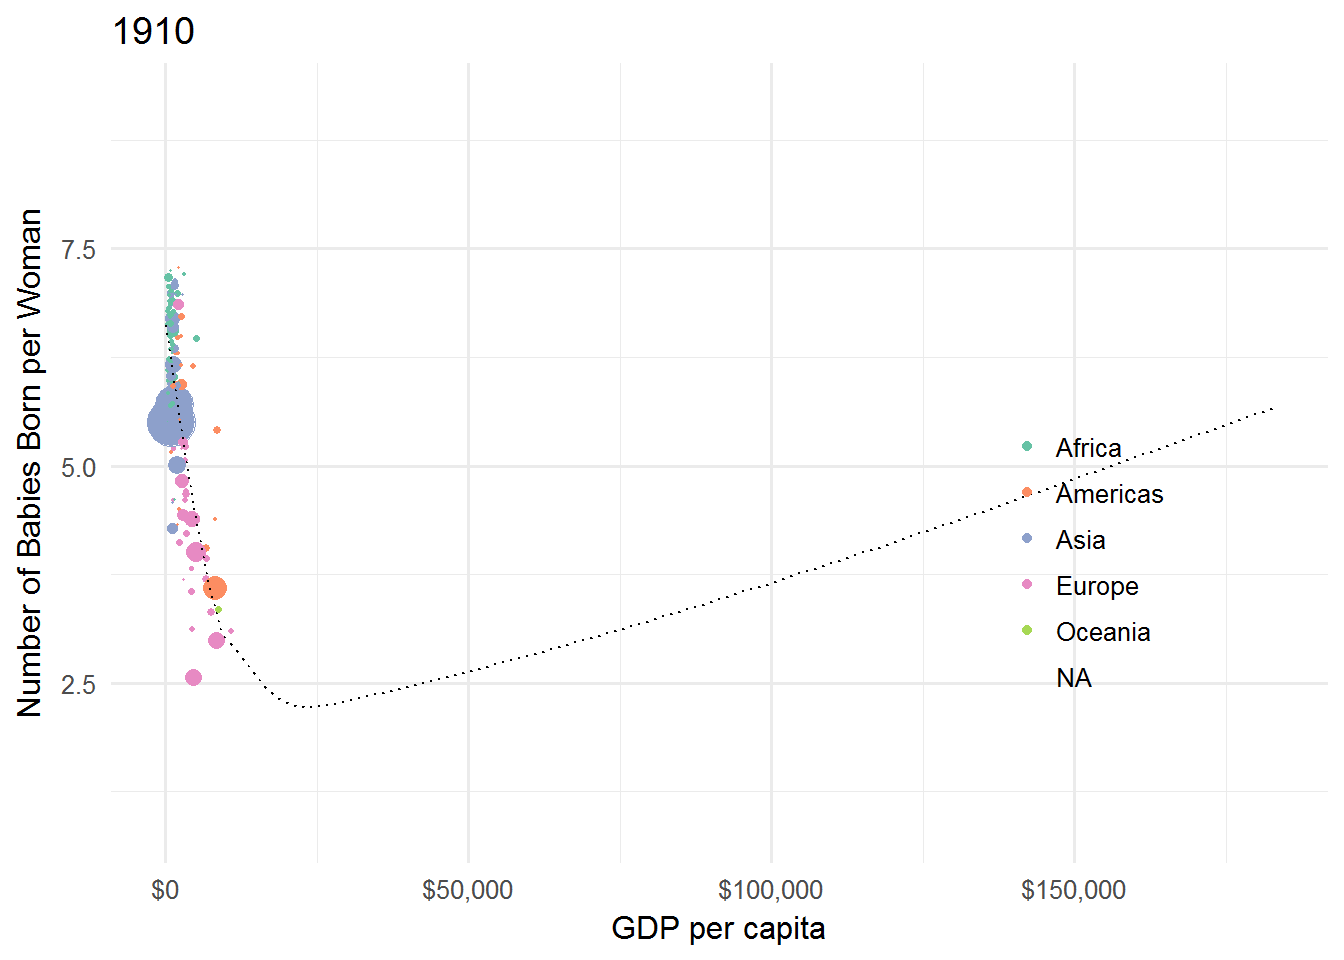 1910
Number of Babies Born per Woman
7.5
5.0
2.5
Africa
Americas
Asia
Europe
Oceania
NA
$0
$50,000
$100,000
$150,000
GDP per capita